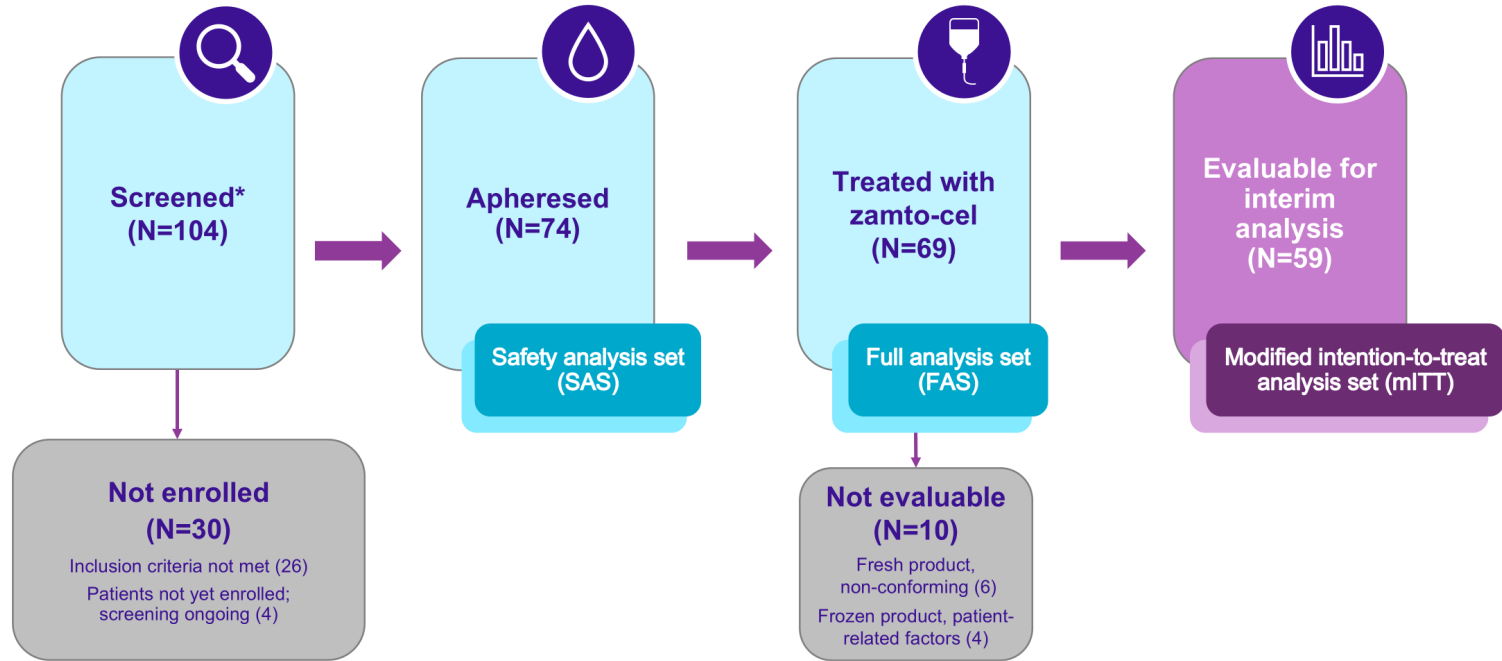 Screened*
(N=104)
Apheresed
(N=74)
Treated with
zamto-cel
(N=69)
Evaluable for
interim
analysis
(N=59)
Safety analysis set
(SAS)
Full analysis set
(FAS)
Modified intention-to-treat
analysis set (mITT)
Not enrolled
(N=30)
Inclusion criteria not met (26)
Patients not yet enrolled;
screening ongoing (4)
Not evaluable
(N=10)
Fresh product,
non-conforming (6)
Frozen product, patient-
related factors (4)